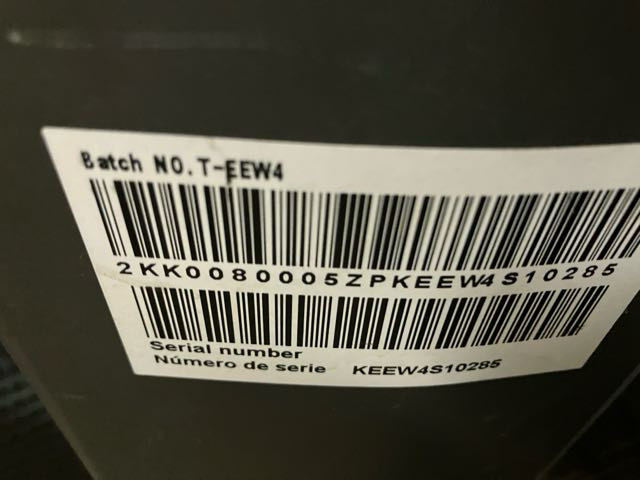 Batch NO.T-EEW4
2KK0080005ZPKEEW4S10285
Serial number
Número de serie KEEW4S10285